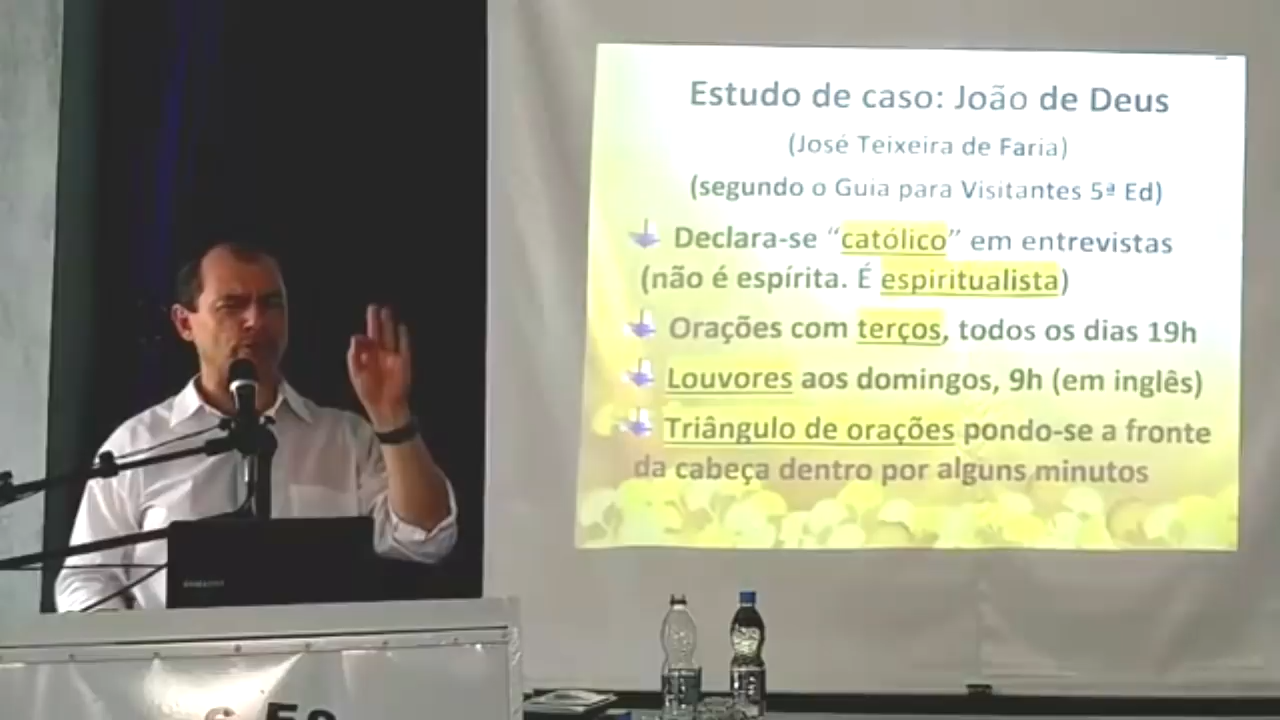 Estudo de caso: João de Deus
(José Teixeira de Faria)
(segundo o Guia para Visitantes 5ª Ed)
Declara-se “católico” em entrevistas
(não é espírita. É espiritualista)
Orações com terços, todos os dias 19h
Louvores aos domingos, 9h (em inglês)
Triângulo de orações pondo-se a fronte
da cabeça dentro por alguns minutos